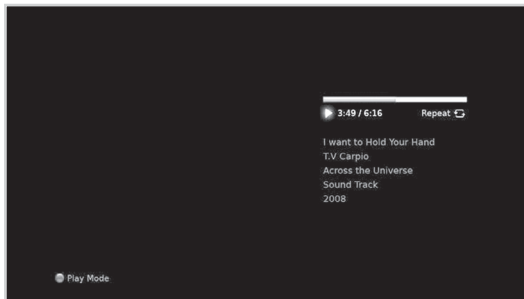 3:49 / 6:16 Repeat
I want to Hold Your Hand
T.V Carpio
Across the Universe
Sound Track
2008
Play Mode